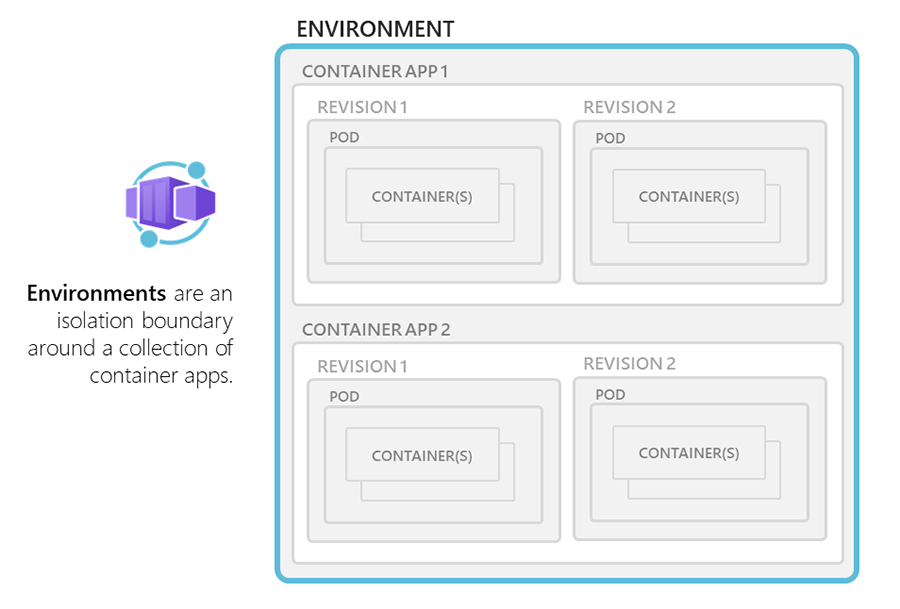 ENVIRONMENT
CONTAINER APP 1
REVISION 1
REVISION 2
POD
POD
CONTAINER(S)
CONTAINER(S)
Environments are an
isolation boundary
around a collection of
container apps.
CONTAINER APP 2
REVISION 1
REVISION 2
POD
POD
CONTAINER(S)
CONTAINER(S)